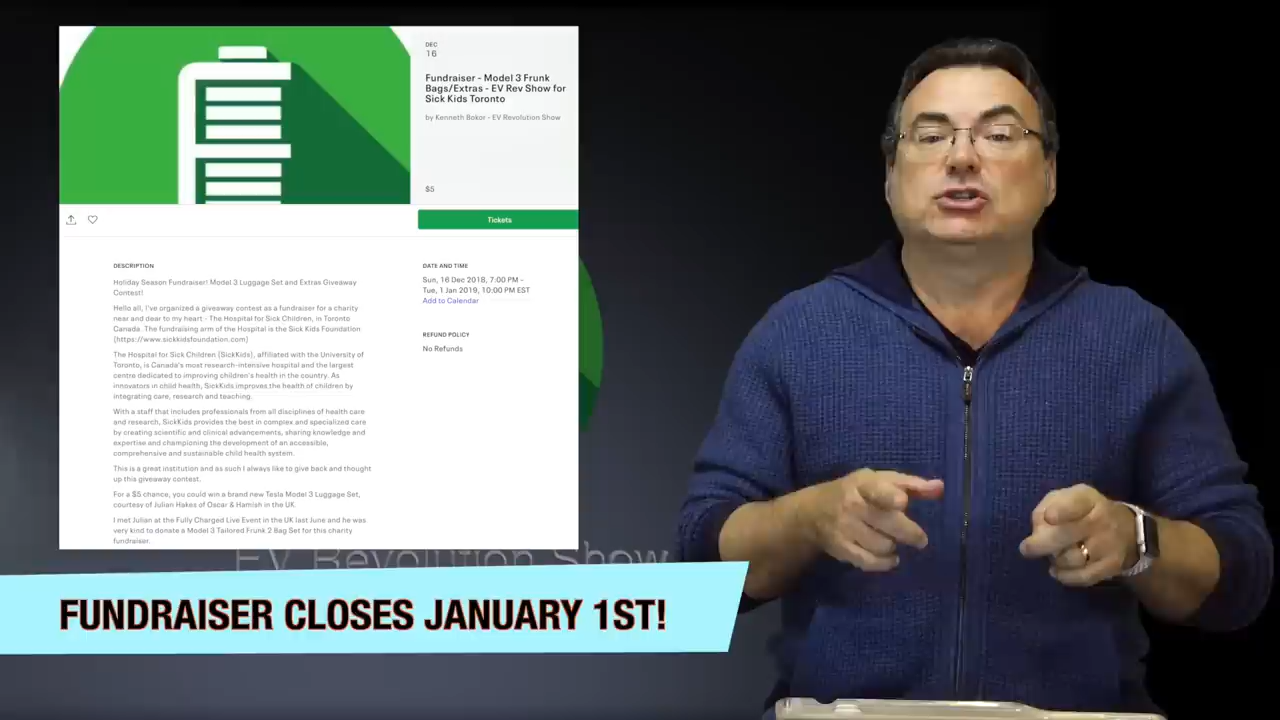 DEC
16
Fundraiser - Model 3 Frunk
Bags/Extras - EV Rev Show for
Sick Kids Toronto
by Kenneth Bokor - EV Revolution Show
$5
Tickets
DESCRIPTION
Holiday Season Fundraiser! Model 3 Luggage Set and Extras Giveaway
Contest!
Hello all, I've organized a giveaway contest as a fundraiser for a charity
near and dear to my heart - The Hospital for Sick Children, in Toronto
Canada. The fundraising arm of the Hospital is the Sick Kids Foundation
(https://www.sickkidsfoundation.com)
The Hospital for Sick Children (SickKids), affiliated with the University of
Toronto, is Canada's most research-intensive hospital and the largest
centre dedicated to improving children's health in the country. As
innovators in child health, SickKids improves the health of children by
integrating care, research and teaching.
With a staff that includes professionals from all disciplines of health care
and research, SickKids provides the best in complex and specialized care
by creating scientific and clinical advancements, sharing knowledge and
expertise and championing the development of an accessible,
comprehensive and sustainable child health system.
This is a great institution and as such I always like to give back and thought
up this giveaway contest.
For a $5 chance, you could win a brand new Tesla Model 3 Luggage Set,
courtesy of Julian Hakes of Oscar & Hamish in the UK.
I met Julian at the Fully Charged Live Event in the UK last June and he was
very kind to donate a Model 3 Tailored Frunk 2 Bag Set for this charity
fundraiser.
DATE AND TIME
Sun, 16 Dec 2018, 7:00 PM -
Tue, 1 Jan 2019, 10:00 PM EST
Add to Calendar
REFUND POLICY
No Refunds
EV Revolution Show
FUNDRAISER CLOSES JANUARY 1ST!